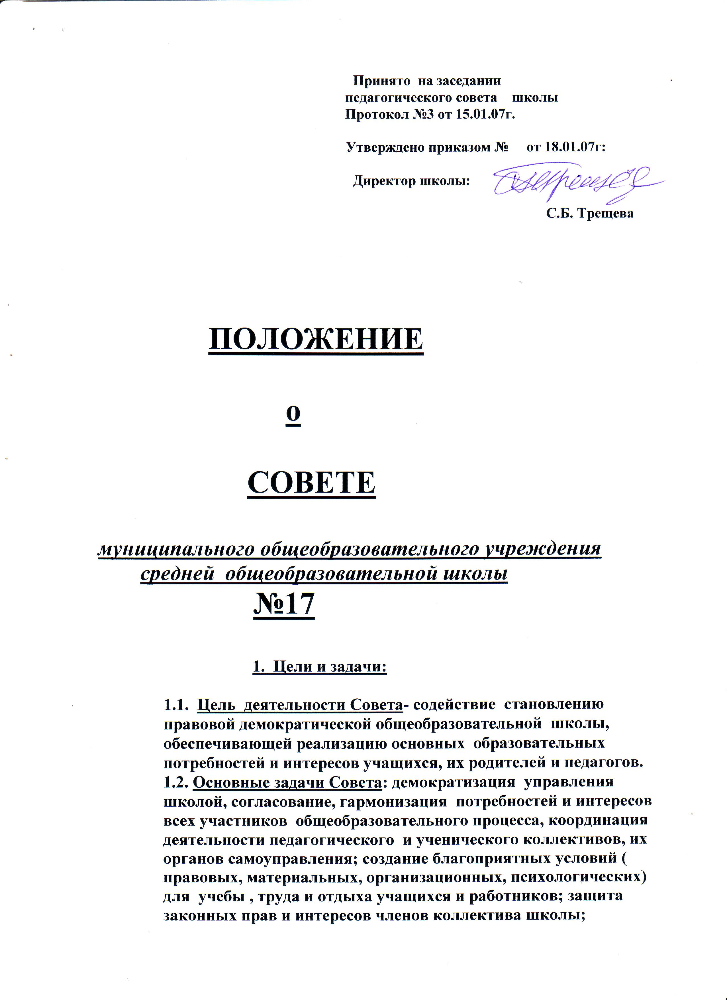 Принято на заседании
педагогического совета школы
Протокол №3 от 15.01.07г.
Утверждено приказом № от 18.01.07г:
Директор школы:
С.Б. Трещева
ПОЛОЖЕНИЕ
о
СОВЕТЕ
муниципального общеобразовательного учреждения
средней общеобразовательной школы
№17
1. Цели и задачи:
1.1. Цель деятельности Совета- содействие становлению
правовой демократической общеобразовательной школы,
обеспечивающей реализацию основных образовательных
потребностей и интересов учащихся, их родителей и педагогов.
1.2. Основные задачи Совета: демократизация управления
школой, согласование, гармонизация потребностей и интересов
всех участников общеобразовательного процесса, координация
деятельности педагогического и ученического коллективов, их
органов самоуправления; создание благоприятных условий (
правовых, материальных, организационных, психологических)
для учебы , труда и отдыха учащихся и работников; защита
законных прав и интересов членов коллектива школы;